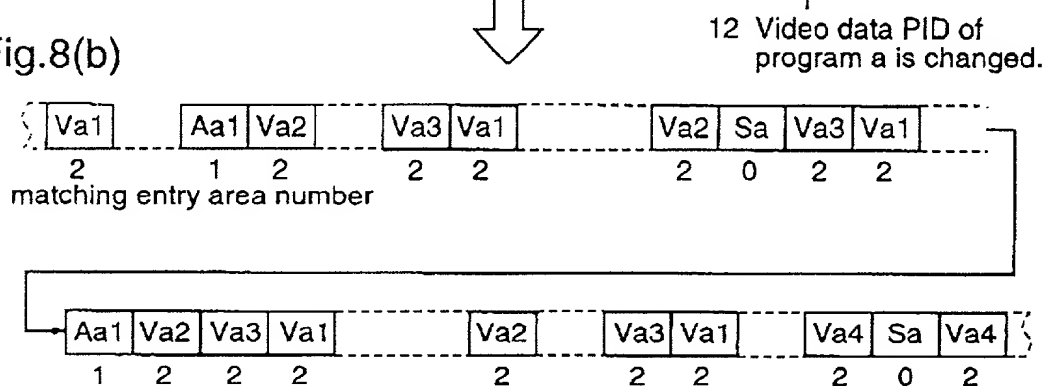 12 Video data PID of
program a is changed.
Fig.8(b)
Va1 Aa1 Va2 Va3 Va1 Va2 Sa Va3 Va1
2 1 2 2 2 2 0 2 2
matching entry area number
Aa1 Va2 Va3 Va1 Va2 Va3 Va1 Va4 Sa Va4
1 2 2 2 2 2 2 2 0 2